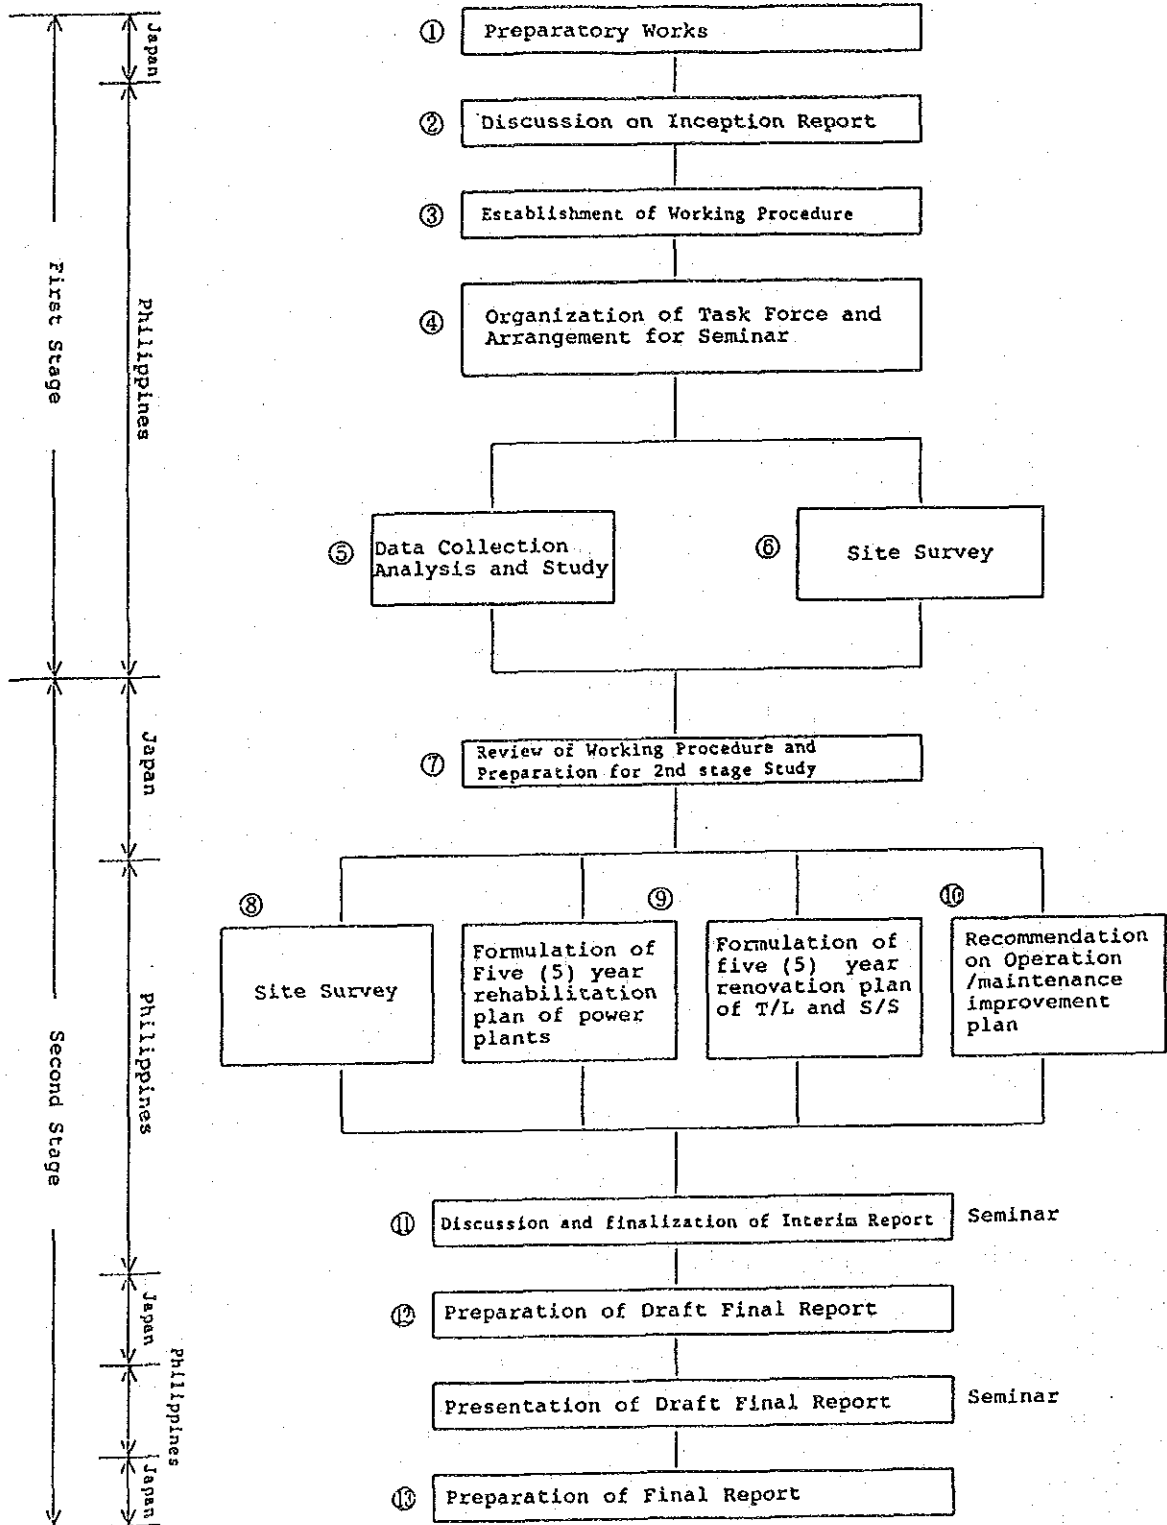 Japan
① Preparatory Works
② Discussion on Inception Report
③ Establishment of Working Procedure
First Stage
Philippines
④ Organization of Task Force and
Arrangement for Seminar
⑤ Data Collection
Analysis and Study
⑥ Site Survey
Japan
⑦ Review of Working Procedure and
Preparation for 2nd stage Study
Second Stage
Philippines
⑧
Site Survey
⑨
Formulation of
Five (5) year
rehabilitation
plan of power
plants
Formulation of
five (5) year
renovation plan
of T/L and S/S
⑩
Recommendation
on Operation
/maintenance
improvement
plan
⑪ Discussion and finalization of Interim Report Seminar
Japan
⑫ Preparation of Draft Final Report
Philippines
Presentation of Draft Final Report Seminar
Japan
⑬ Preparation of Final Report